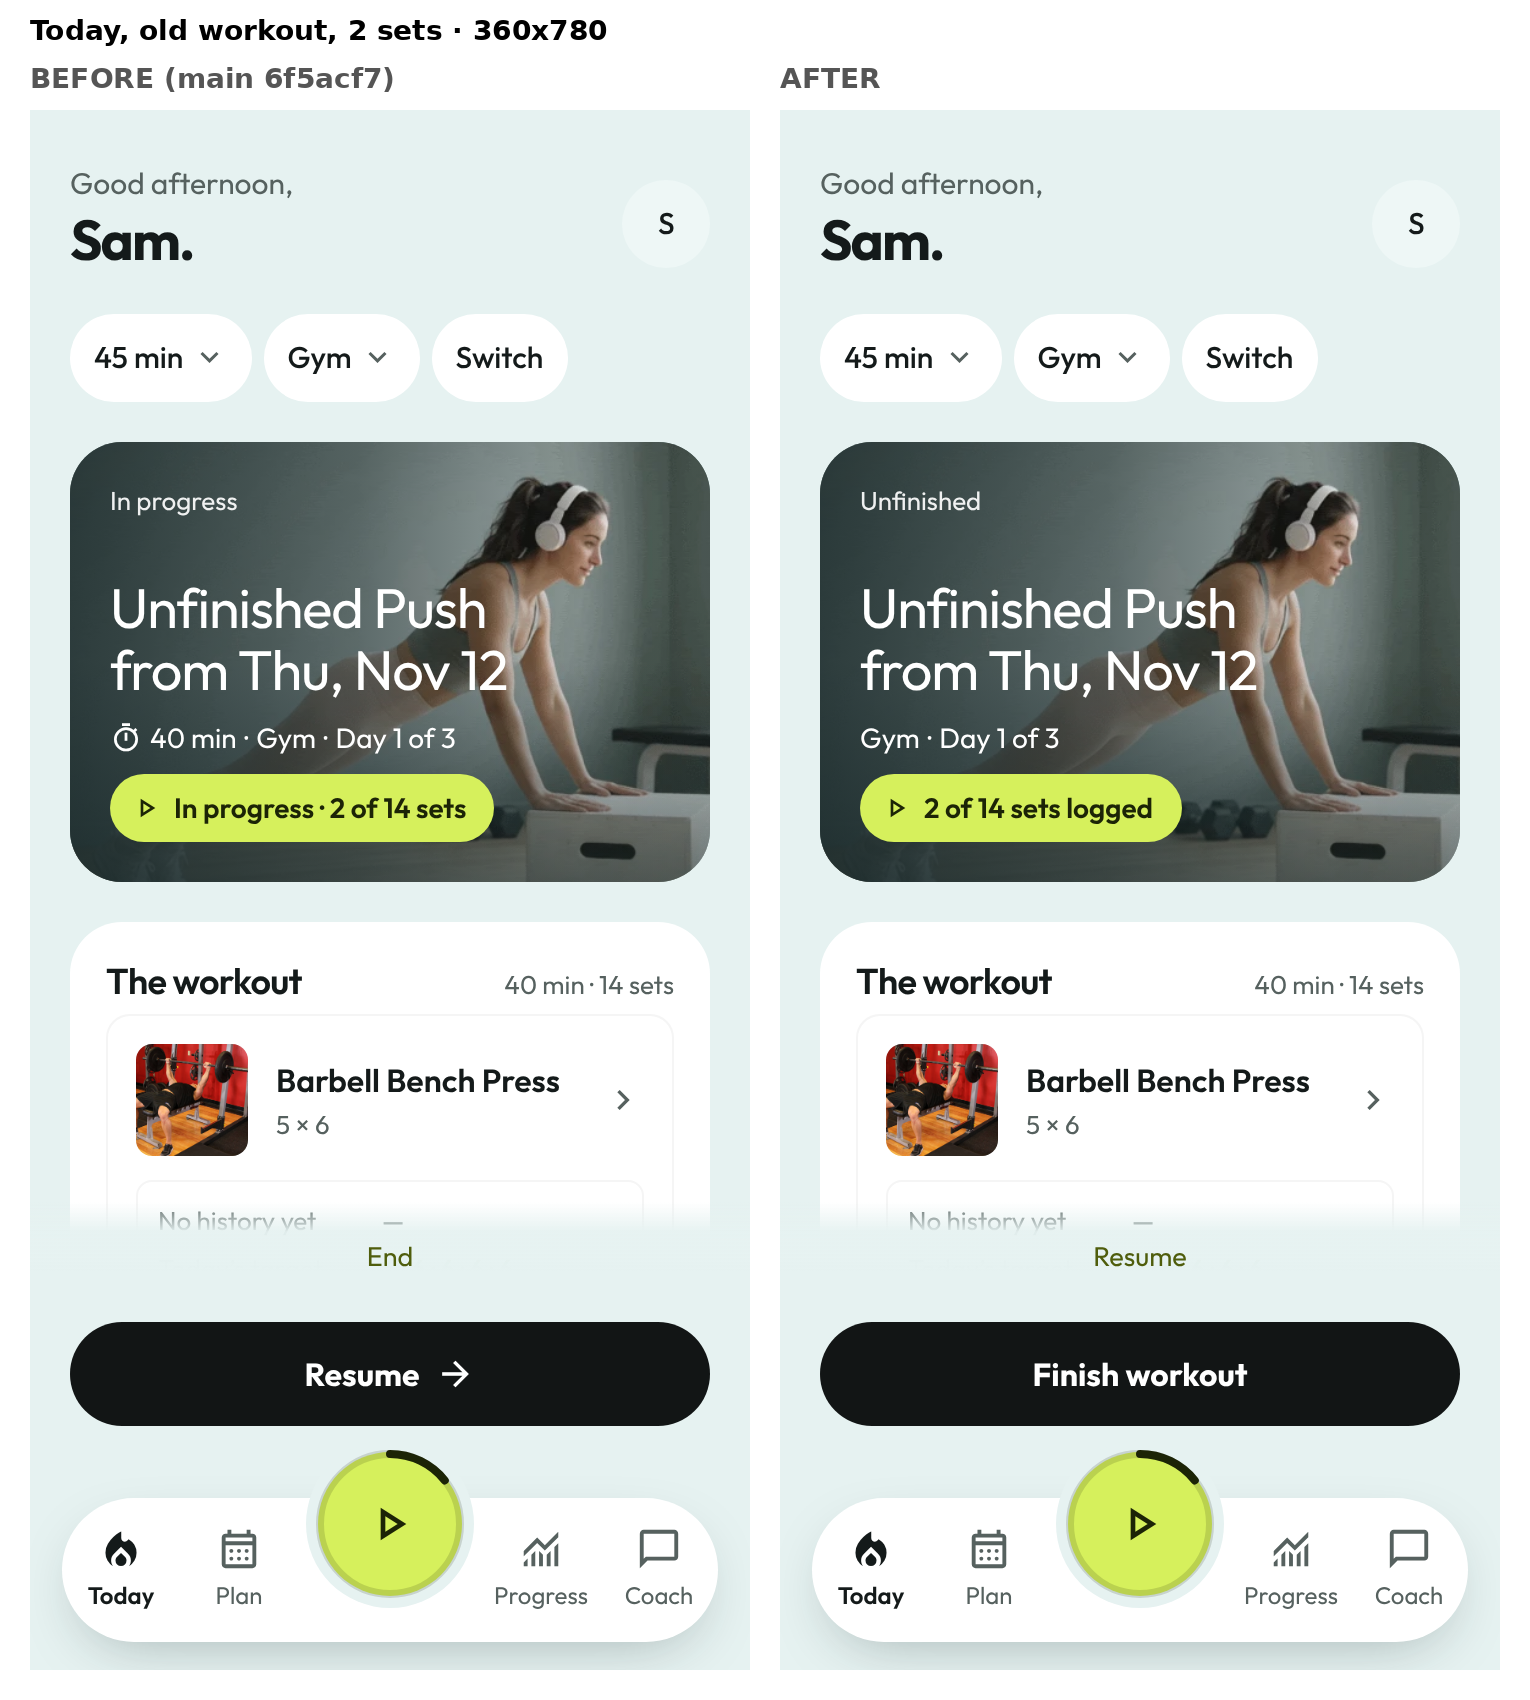 Today, old workout, 2 sets · 360x780
BEFORE (main 6f5acf7)
Good afternoon,
Sam.
S
45 min
Gym
Switch
In progress
Unfinished Push
from Thu, Nov 12
40 min · Gym · Day 1 of 3
In progress · 2 of 14 sets
The workout
40 min · 14 sets
Barbell Bench Press
5 × 6
No history yet —
End
Resume
Today
Plan
Progress
Coach
AFTER
Good afternoon,
Sam.
S
45 min
Gym
Switch
Unfinished
Unfinished Push
from Thu, Nov 12
Gym · Day 1 of 3
2 of 14 sets logged
The workout
40 min · 14 sets
Barbell Bench Press
5 × 6
No history yet —
Resume
Finish workout
Today
Plan
Progress
Coach